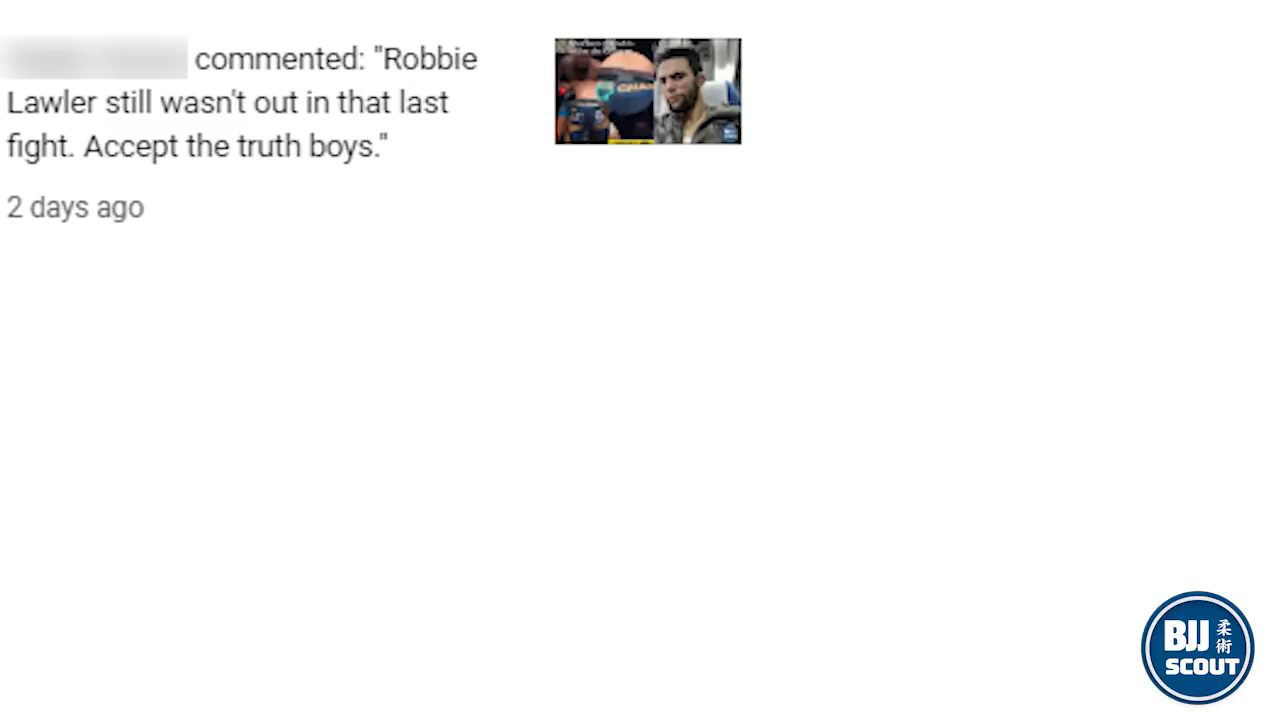 commented: "Robbie
Lawler still wasn't out in that last
fight. Accept the truth boys."
2 days ago
BJJ 柔術
SCOUT